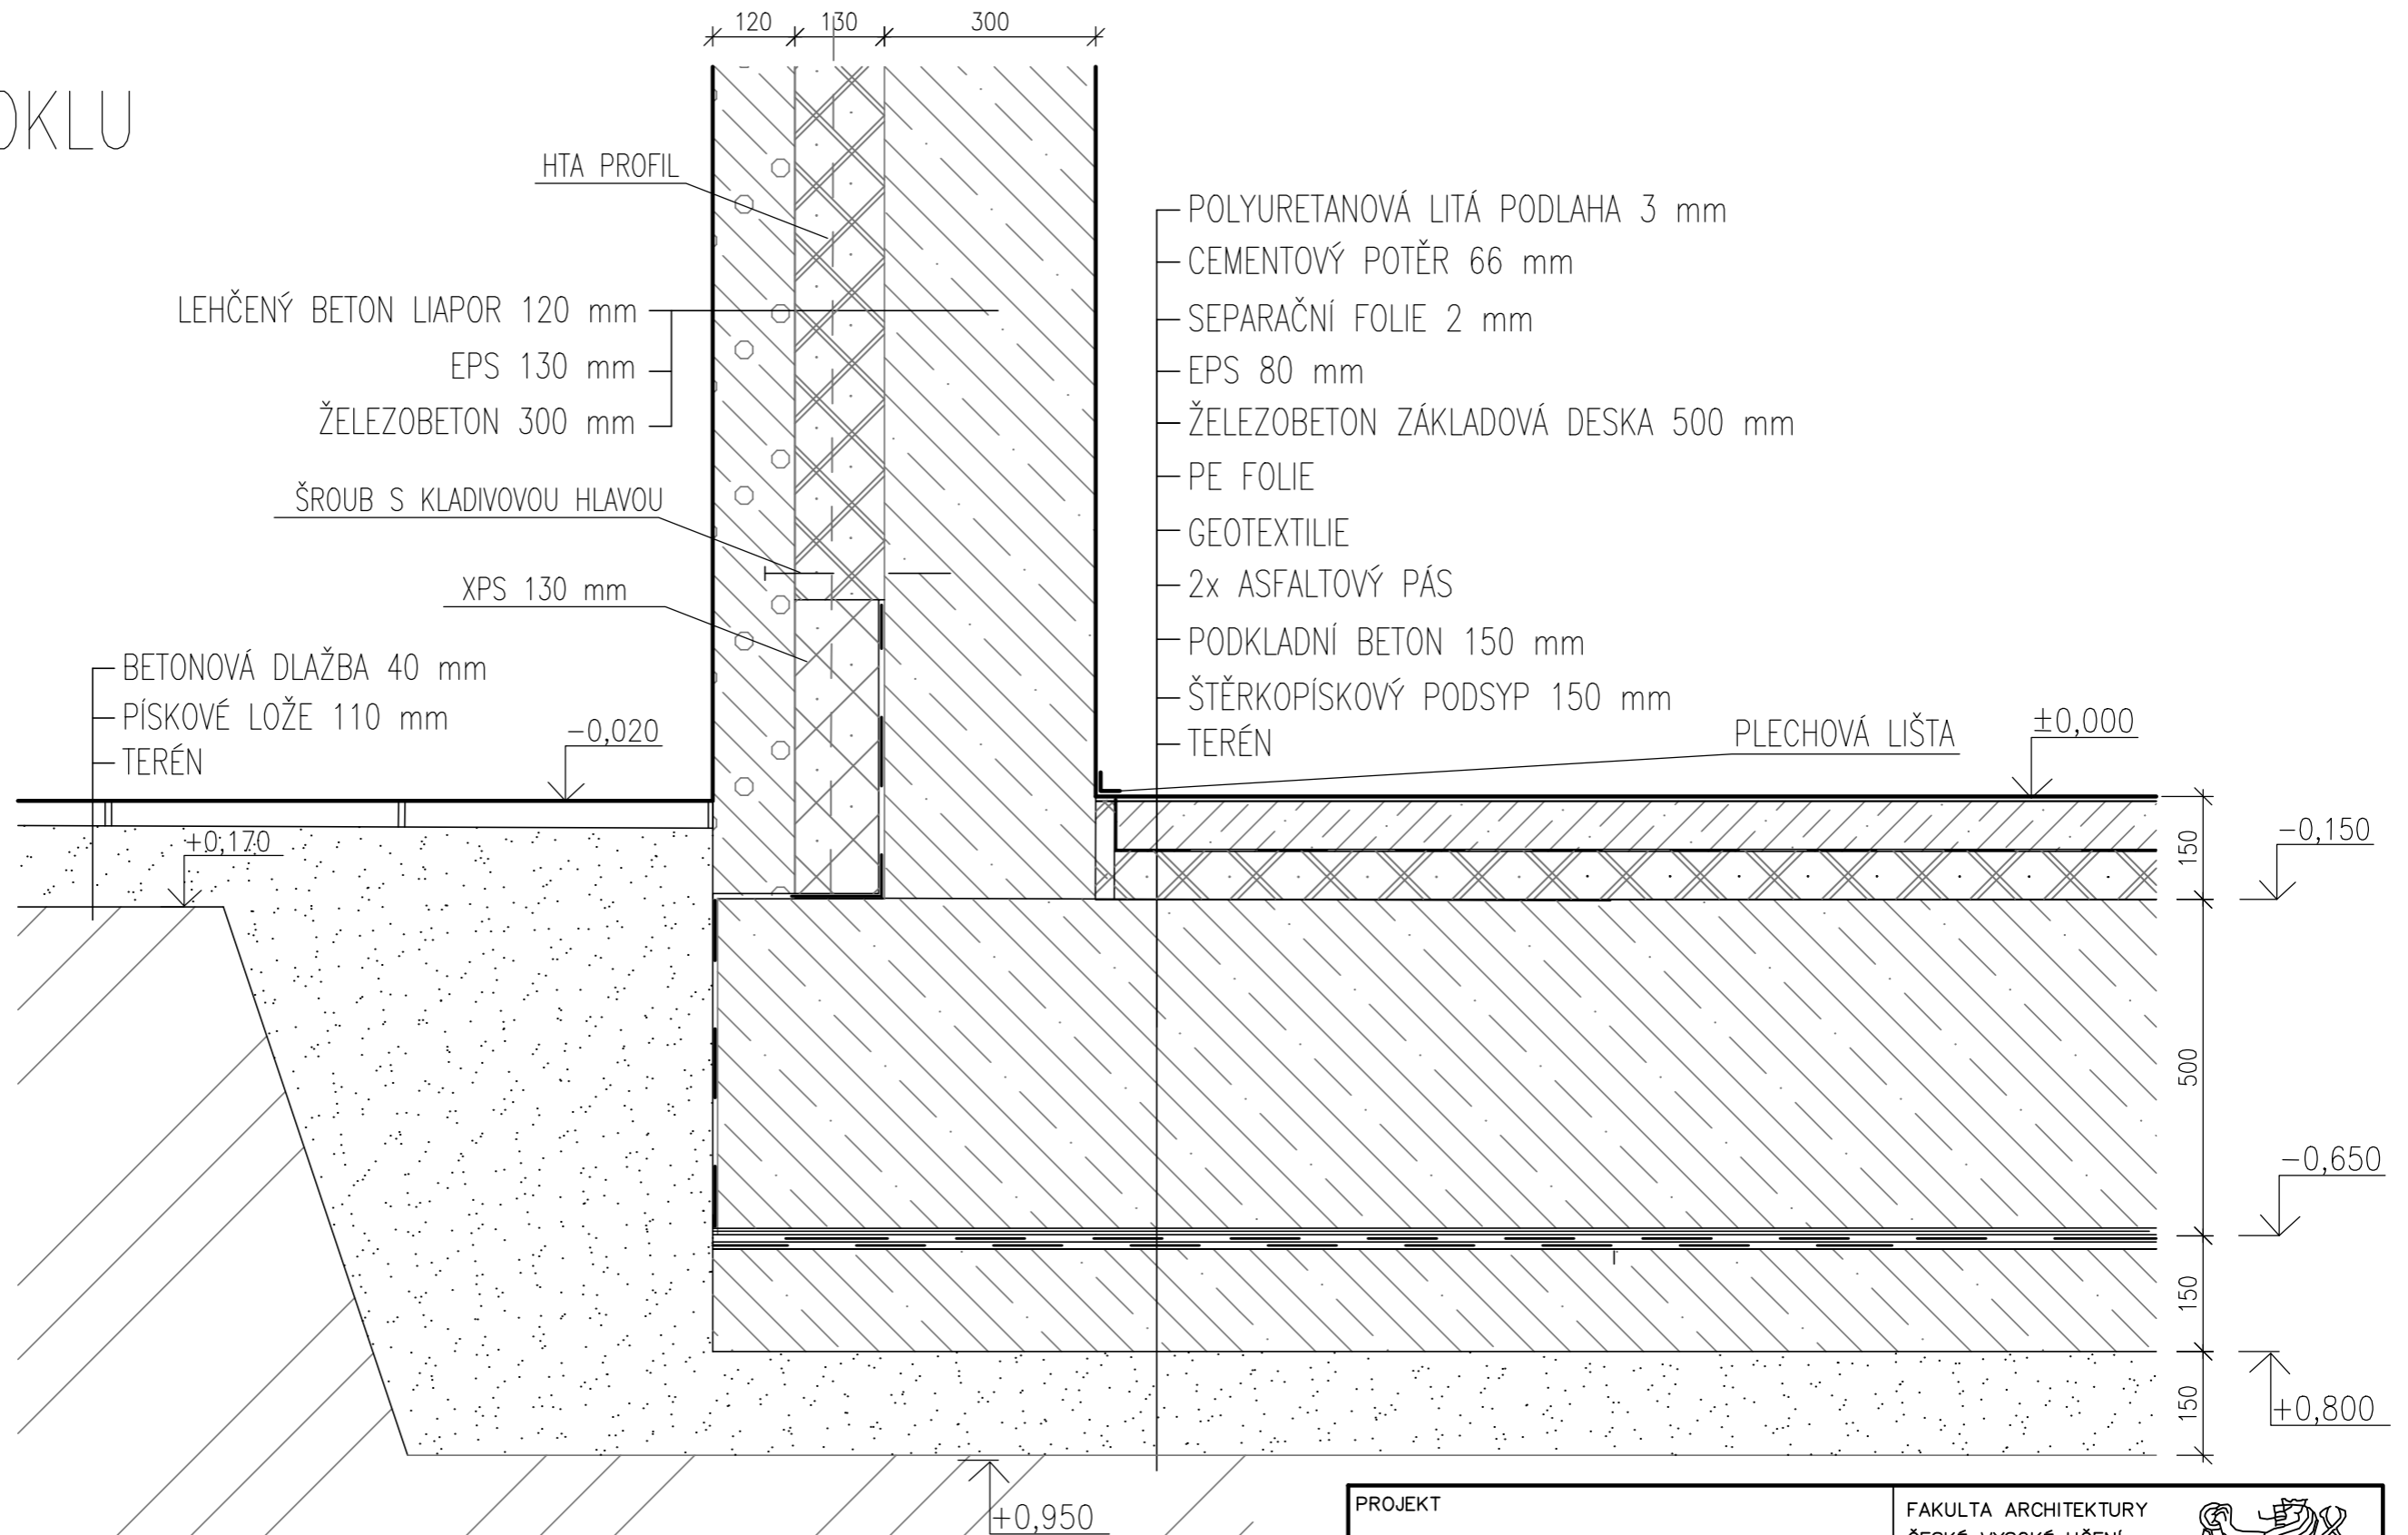 120 130 300
OKLU
HTA PROFIL
LEHČENÝ BETON LIAPOR 120 mm
EPS 130 mm
ŽELEZOBETON 300 mm
ŠROUB S KLADIVOVOU HLAVOU
XPS 130 mm
BETONOVÁ DLAŽBA 40 mm
PÍSKOVÉ LOŽE 110 mm
TERÉN
-0,020
+0,170
POLYURETANOVÁ LITÁ PODLAHA 3 mm
CEMENTOVÝ POTĚR 66 mm
SEPARAČNÍ FOLIE 2 mm
EPS 80 mm
ŽELEZOBETON ZÁKLADOVÁ DESKA 500 mm
PE FOLIE
GEOTEXTILIE
2x ASFALTOVÝ PÁS
PODKLADNÍ BETON 150 mm
ŠTĚRKOPÍSKOVÝ PODSYP 150 mm
TERÉN
PLECHOVÁ LIŠTA
±0,000
150
-0,150
500
-0,650
150
150
+0,800
+0,950
PROJEKT
FAKULTA ARCHITEKTURY
ČESKÉ VYSOKÉ UČENÍ